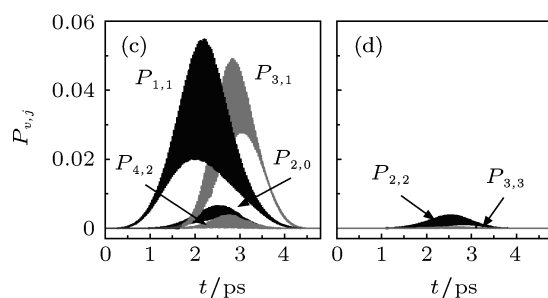 0.06
0.04
0.02
0
P_{v,j}
(c)
P_{1,1}
P_{3,1}
P_{4,2}
P_{2,0}
0 1 2 3 4
t/ps
(d)
P_{2,2}
P_{3,3}
0 1 2 3 4
t/ps